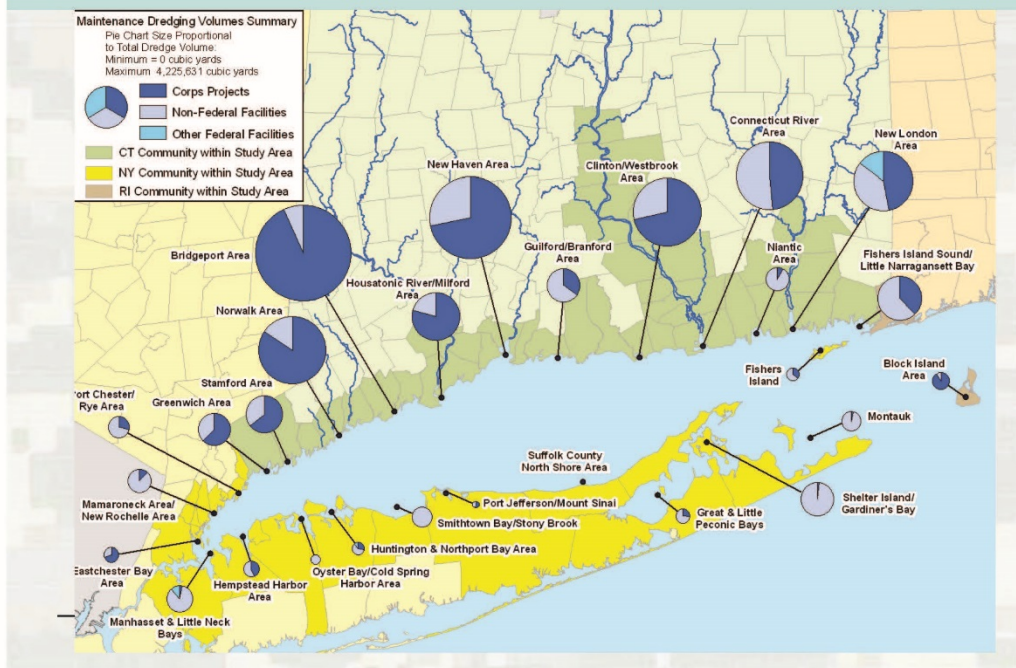 Maintenance Dredging Volumes Summary
Pie Chart Size Proportional
to Total Dredge Volume:
Minimum = 0 cubic yards
Maximum 4,225,631 cubic yards
Corps Projects
Non-Federal Facilities
Other Federal Facilities
CT Community within Study Area
NY Community within Study Area
RI Community within Study Area
Connecticut River
Area
New London
Area
New Haven Area
Clinton/Westbrook
Area
Bridgeport Area
Guilford/Branford
Area
Niantic
Area
Fishers Island Sound/
Little Narragansett Bay
Housatonic River/Milford
Area
Norwalk Area
Stamford Area
Greenwich Area
ort Chester/
Rye Area
Fishers
Island
Block Island
Area
Montauk
Mamaroneck Area/
New Rochelle Area
Suffolk County
North Shore Area
Port Jefferson/Mount Sinai
Smithtown Bay/Stony Brook
Great & Little
Peconic Bays
Shelter Island/
Gardiner's Bay
Huntington & Northport Bay Area
Oyster Bay/Cold Spring
Harbor Area
Hempstead Harbor
Area
Eastchester Bay
Area
Manhasset & Little Neck
Bays